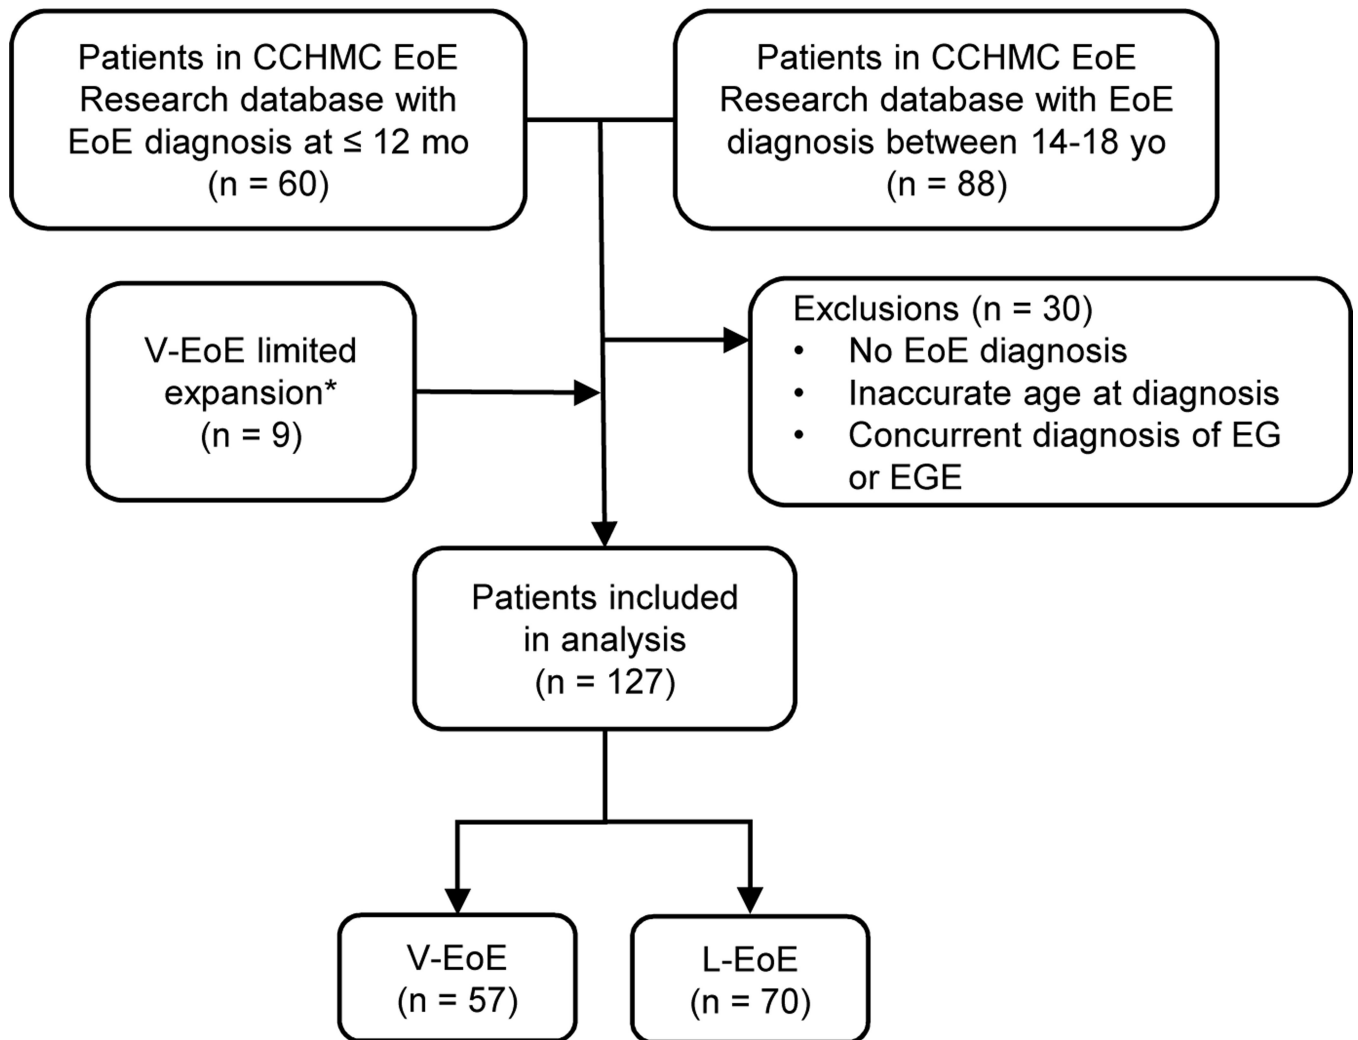 Patients in CCHMC EoE
Research database with
EoE diagnosis at ≤ 12 mo
(n = 60)
Patients in CCHMC EoE
Research database with EoE
diagnosis between 14-18 yo
(n = 88)
V-EoE limited
expansion*
(n = 9)
Exclusions (n = 30)
• No EoE diagnosis
• Inaccurate age at diagnosis
• Concurrent diagnosis of EG
or EGE
Patients included
in analysis
(n = 127)
V-EoE
(n = 57)
L-EoE
(n = 70)